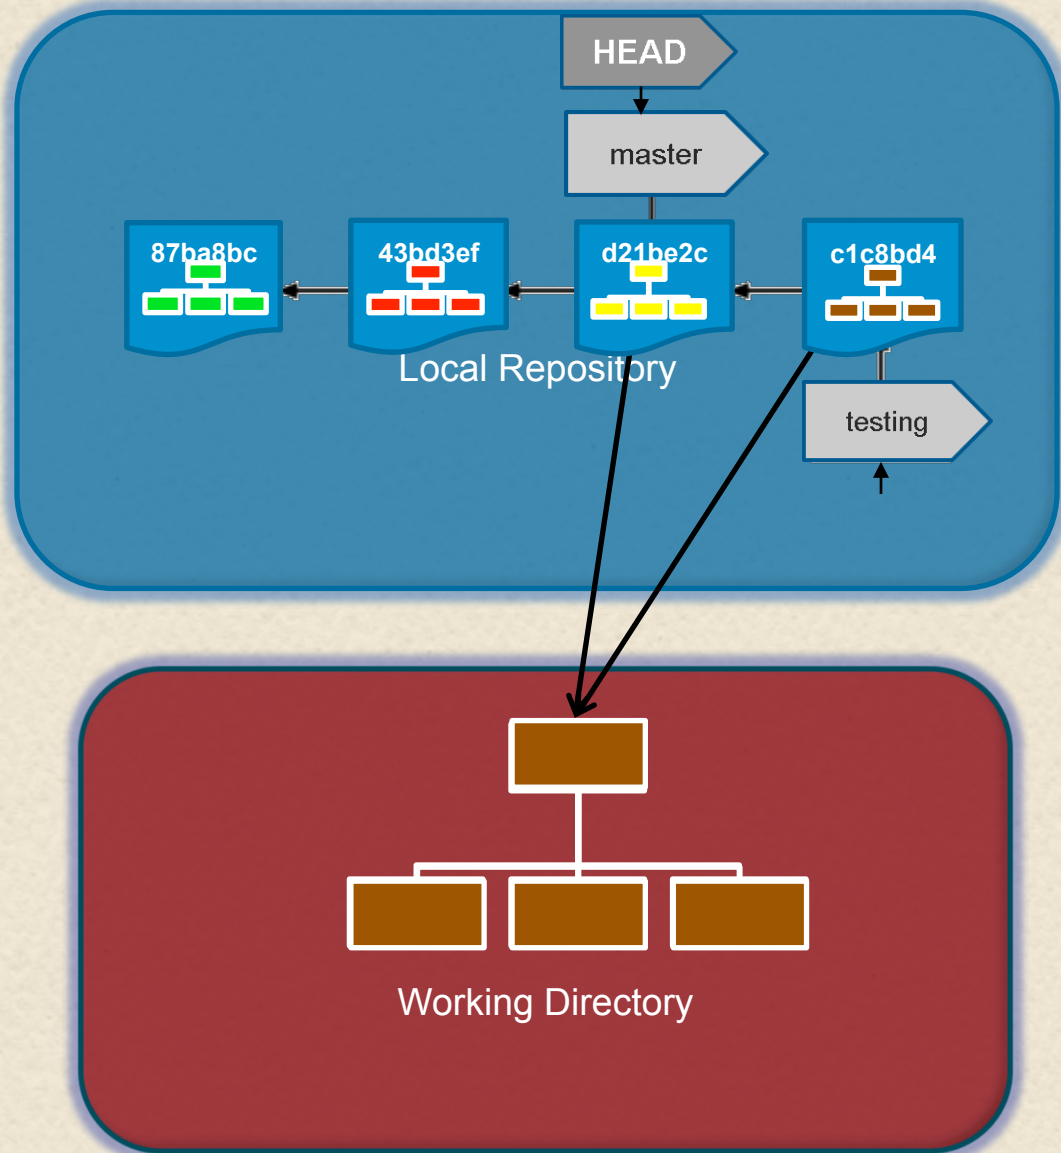 HEAD
master
87ba8bc
43bd3ef
d21be2c
c1c8bd4
Local Repository
testing
Working Directory